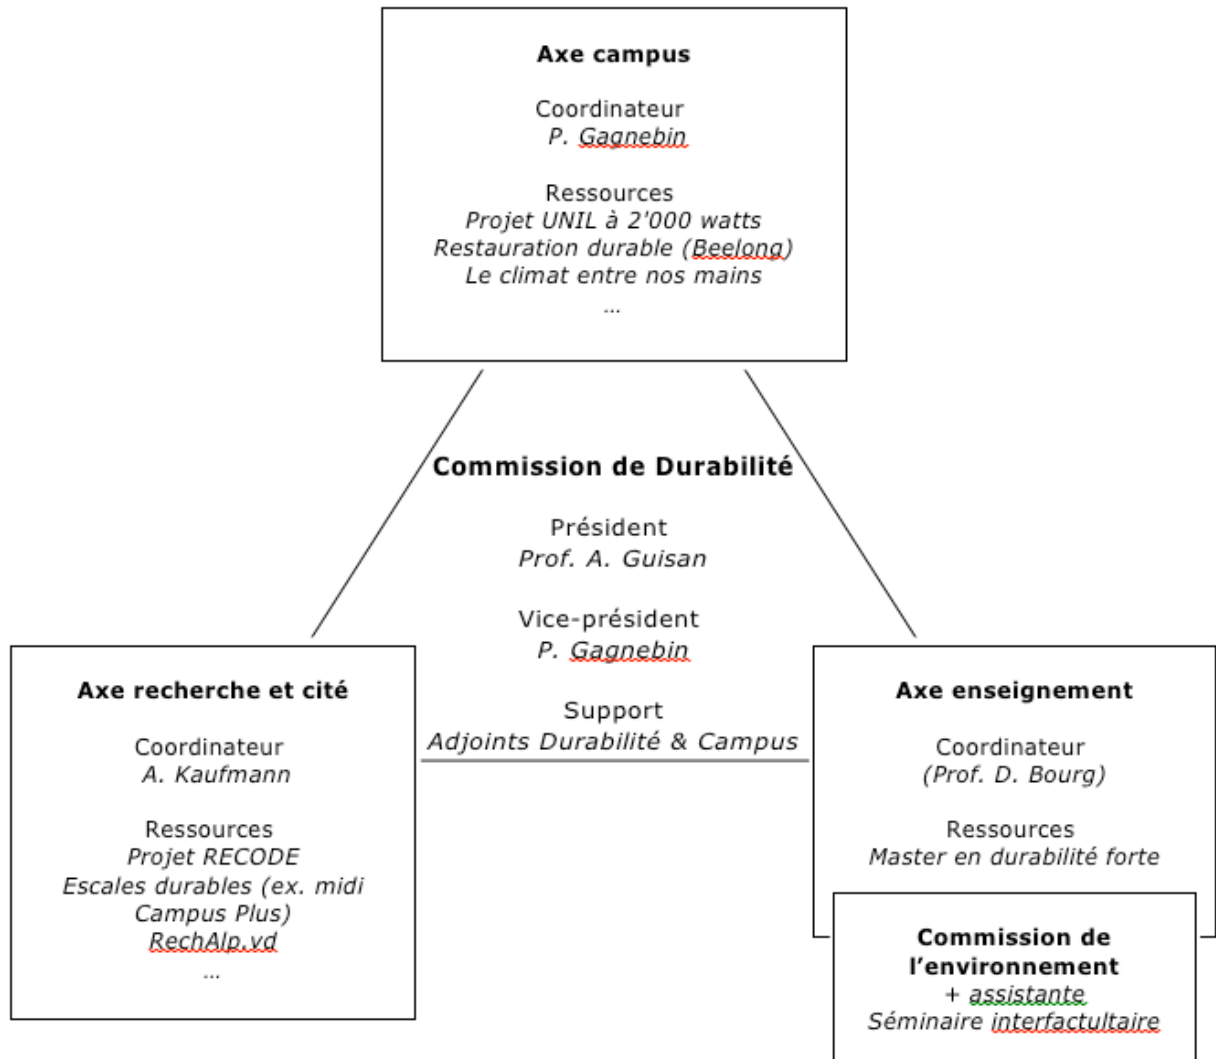 Axe campus
Coordinateur
P. Gagnebin
Ressources
Projet UNIL à 2'000 watts
Restauration durable (Beelong)
Le climat entre nos mains
...
Commission de Durabilité
Président
Prof. A. Guisan
Vice-président
P. Gagnebin
Support
Adjoints Durabilité & Campus
Axe recherche et cité
Coordinateur
A. Kaufmann
Ressources
Projet RECODE
Escales durables (ex. midi
Campus Plus)
RechAlp.vd
...
Axe enseignement
Coordinateur
(Prof. D. Bourg)
Ressources
Master en durabilité forte
Commission de
l’environnement
+ assistante
Séminaire interfactultaire